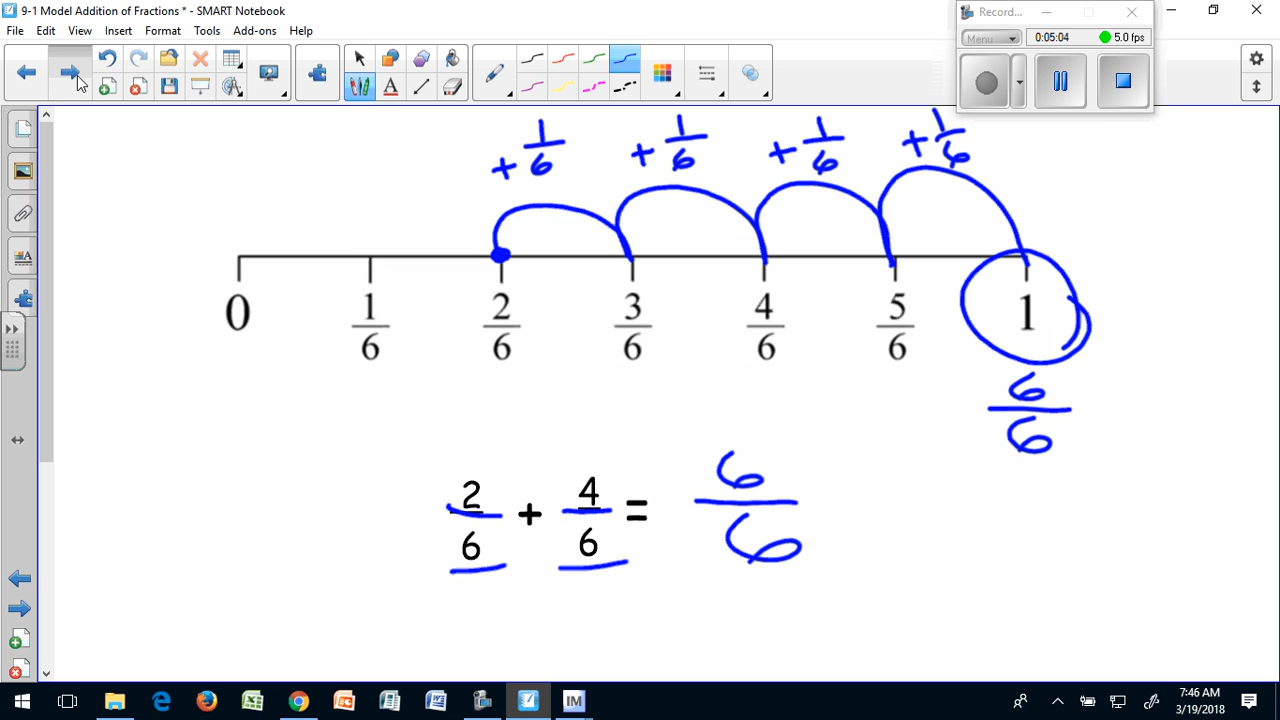 9-1 Model Addition of Fractions * - SMART Notebook
Record...
File Edit View Insert Format Tools Add-ons Help
Menu 0:05:04 5.0 fps
+ 1/6 + 1/6 + 1/6 + 1/6
0 1/6 2/6 3/6 4/6 5/6 1
6/6
2/6 + 4/6 = 6/6
IM
7:46 AM
3/19/2018